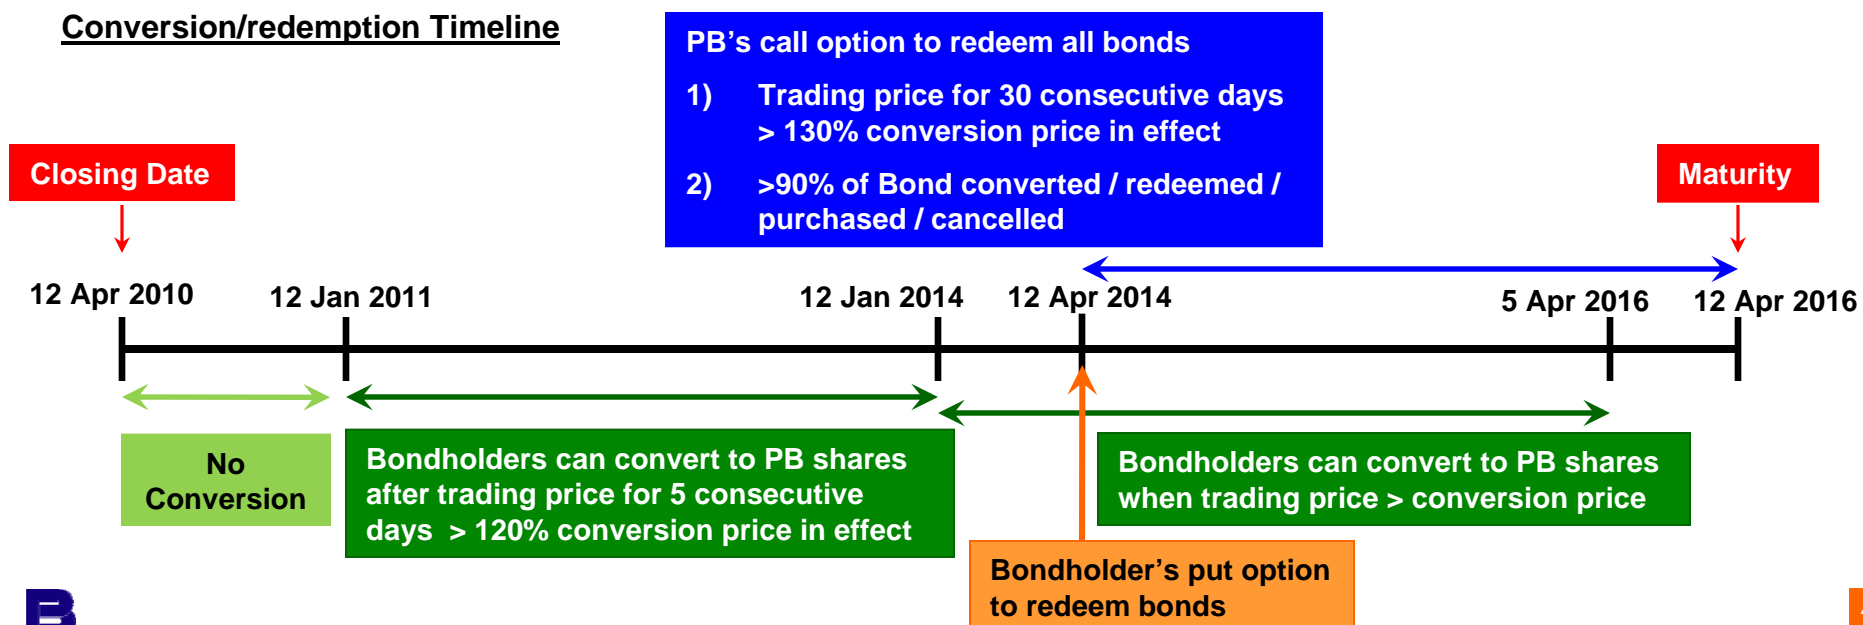 Conversion/redemption Timeline
PB's call option to redeem all bonds
1) Trading price for 30 consecutive days
> 130% conversion price in effect
2) >90% of Bond converted / redeemed /
purchased / cancelled
Closing Date
Maturity
12 Apr 2010
12 Jan 2011
12 Jan 2014
12 Apr 2014
5 Apr 2016
12 Apr 2016
No
Conversion
Bondholders can convert to PB shares
after trading price for 5 consecutive
days > 120% conversion price in effect
Bondholders can convert to PB shares
when trading price > conversion price
Bondholder's put option
to redeem bonds